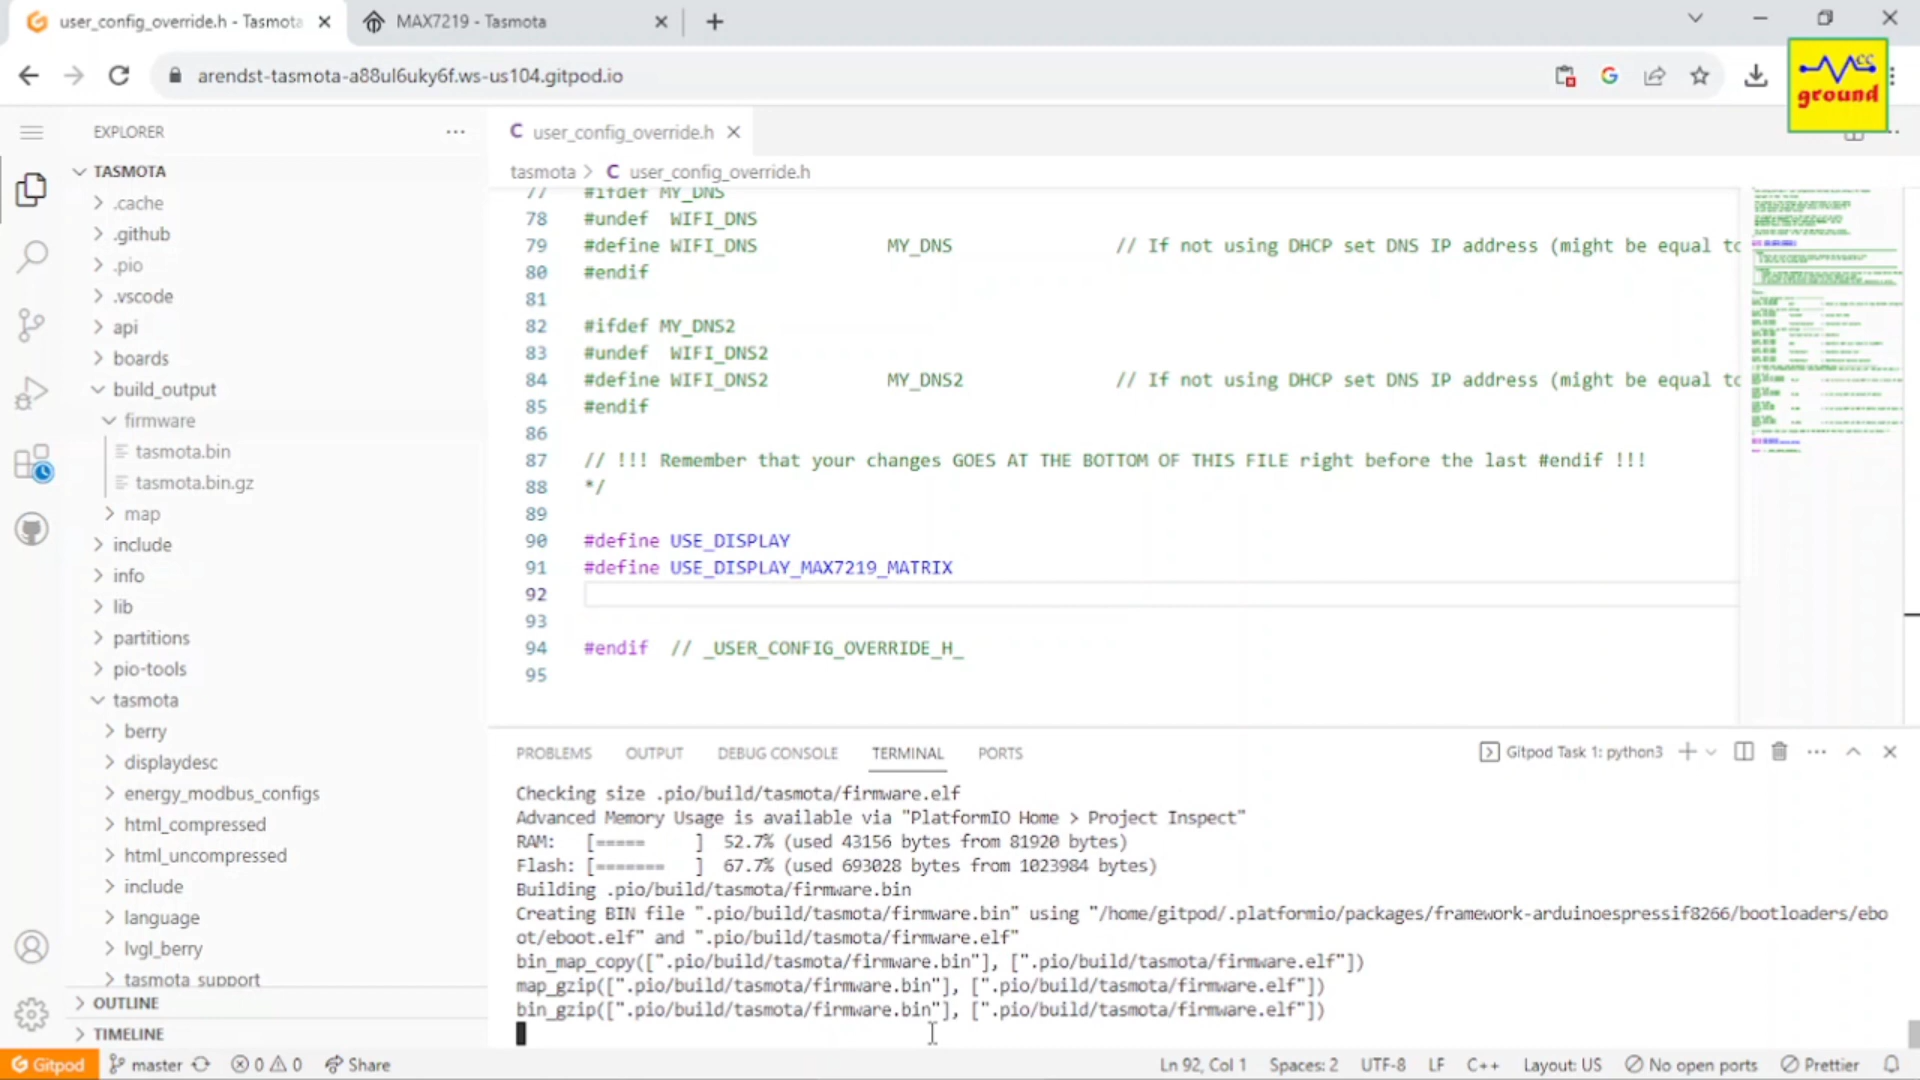 user_config_override.h - Tasmota
MAX7219 - Tasmota
arendst-tasmota-a88ul6uky6f.ws-us104.gitpod.io
CC
ground
EXPLORER
TASMOTA
.cache
.github
.pio
.vscode
api
boards
build_output
firmware
tasmota.bin
tasmota.bin.gz
map
include
info
lib
partitions
pio-tools
tasmota
berry
displaydesc
energy_modbus_configs
html_compressed
html_uncompressed
include
language
lvgl_berry
tasmota_support
OUTLINE
TIMELINE
C user_config_override.h
tasmota > C user_config_override.h
77 #ifdef MY_DNS
78 #undef WIFI_DNS
79 #define WIFI_DNS MY_DNS // If not using DHCP set DNS IP address (might be equal to
80 #endif
81
82 #ifdef MY_DNS2
83 #undef WIFI_DNS2
84 #define WIFI_DNS2 MY_DNS2 // If not using DHCP set DNS IP address (might be equal to
85 #endif
86
87 // !!! Remember that your changes GOES AT THE BOTTOM OF THIS FILE right before the last #endif !!!
88 */
89
90 #define USE_DISPLAY
91 #define USE_DISPLAY_MAX7219_MATRIX
92
93
94 #endif // _USER_CONFIG_OVERRIDE_H_
95
PROBLEMS OUTPUT DEBUG CONSOLE TERMINAL PORTS Gitpod Task 1: python3
Checking size .pio/build/tasmota/firmware.elf
Advanced Memory Usage is available via "PlatformIO Home > Project Inspect"
RAM: [===== ] 52.7% (used 43156 bytes from 81920 bytes)
Flash: [======= ] 67.7% (used 693028 bytes from 1023984 bytes)
Building .pio/build/tasmota/firmware.bin
Creating BIN file ".pio/build/tasmota/firmware.bin" using "/home/gitpod/.platformio/packages/framework-arduinoespressif8266/bootloaders/ebo
ot/eboot.elf" and ".pio/build/tasmota/firmware.elf"
bin_map_copy([".pio/build/tasmota/firmware.bin"], [".pio/build/tasmota/firmware.elf"])
map_gzip([".pio/build/tasmota/firmware.bin"], [".pio/build/tasmota/firmware.elf"])
bin_gzip([".pio/build/tasmota/firmware.bin"], [".pio/build/tasmota/firmware.elf"])
Gitpod master 0 0 Share Ln 92, Col 1 Spaces: 2 UTF-8 LF C++ Layout: US No open ports Prettier